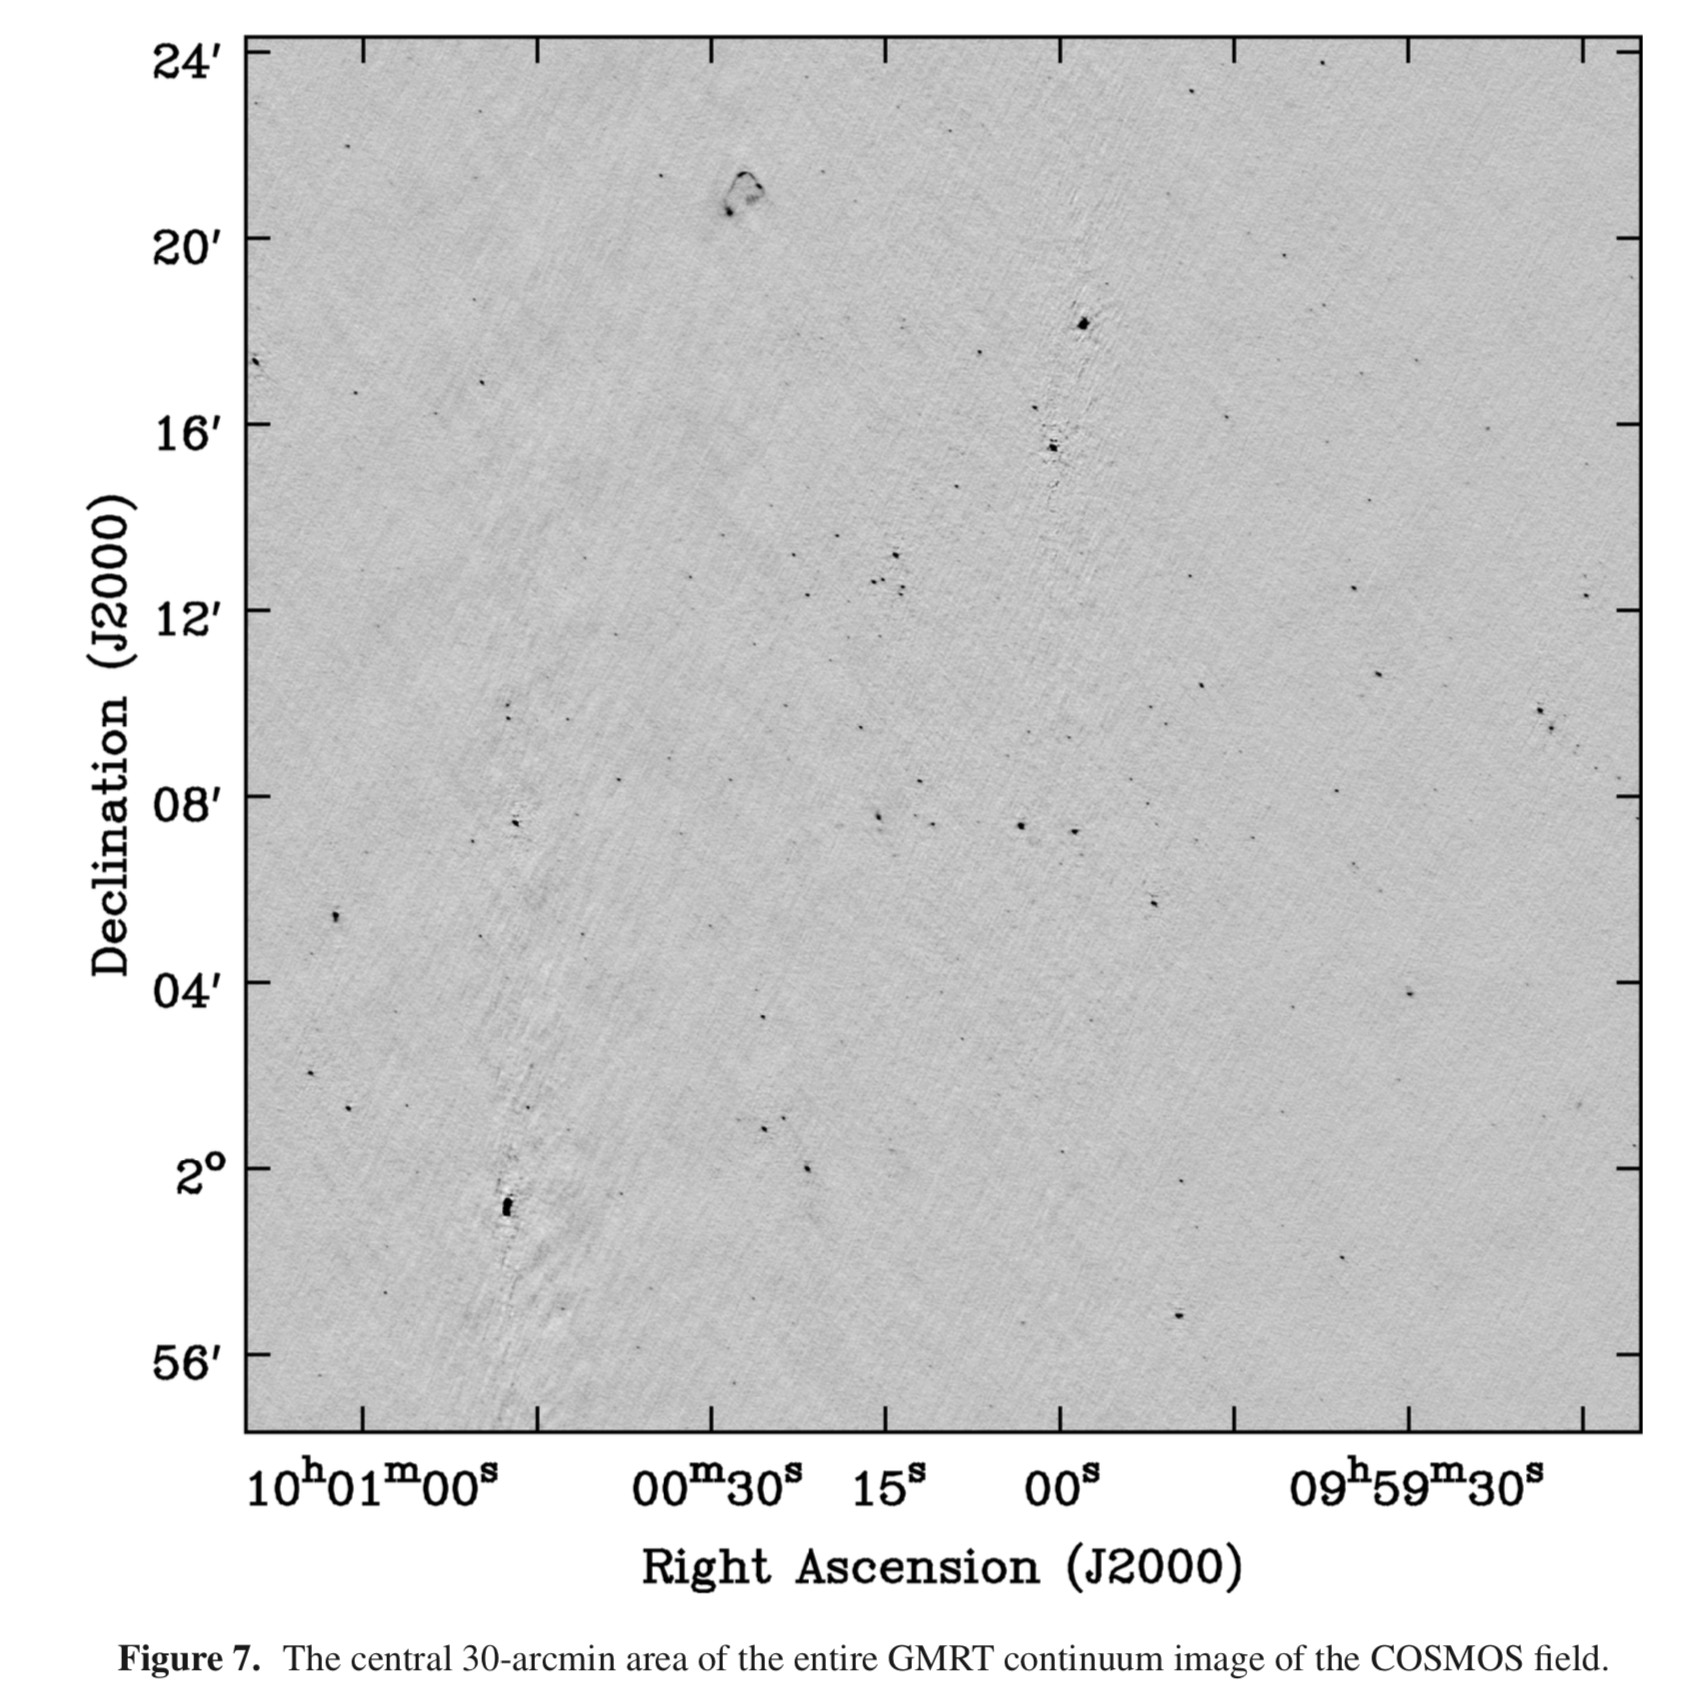 24′
20′
16′
12′
08′
04′
2°
56′
Declination (J2000)
10ʰ01ᵐ00ˢ 00ᵐ30ˢ 15ˢ 00ˢ 09ʰ59ᵐ30ˢ
Right Ascension (J2000)
Figure 7. The central 30-arcmin area of the entire GMRT continuum image of the COSMOS field.